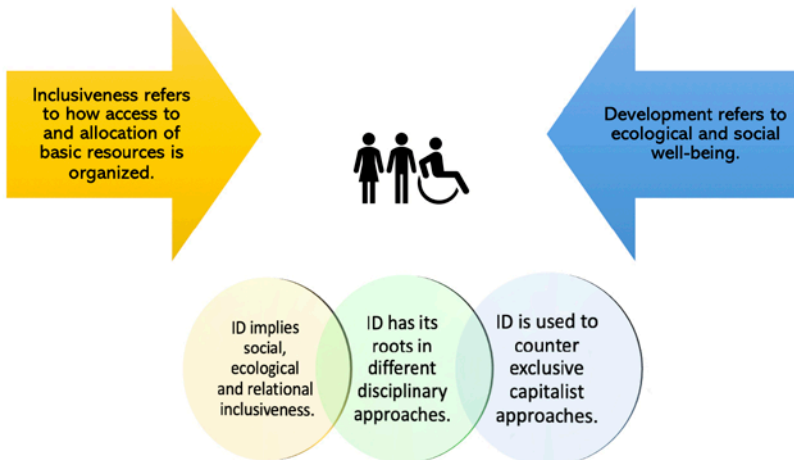 Inclusiveness refers
to how access to
and allocation of
basic resources is
organized.
Development refers to
ecological and social
well-being.
ID implies
social,
ecological
and relational
inclusiveness.
ID has its
roots in
different
disciplinary
approaches.
ID is used to
counter
exclusive
capitalist
approaches.